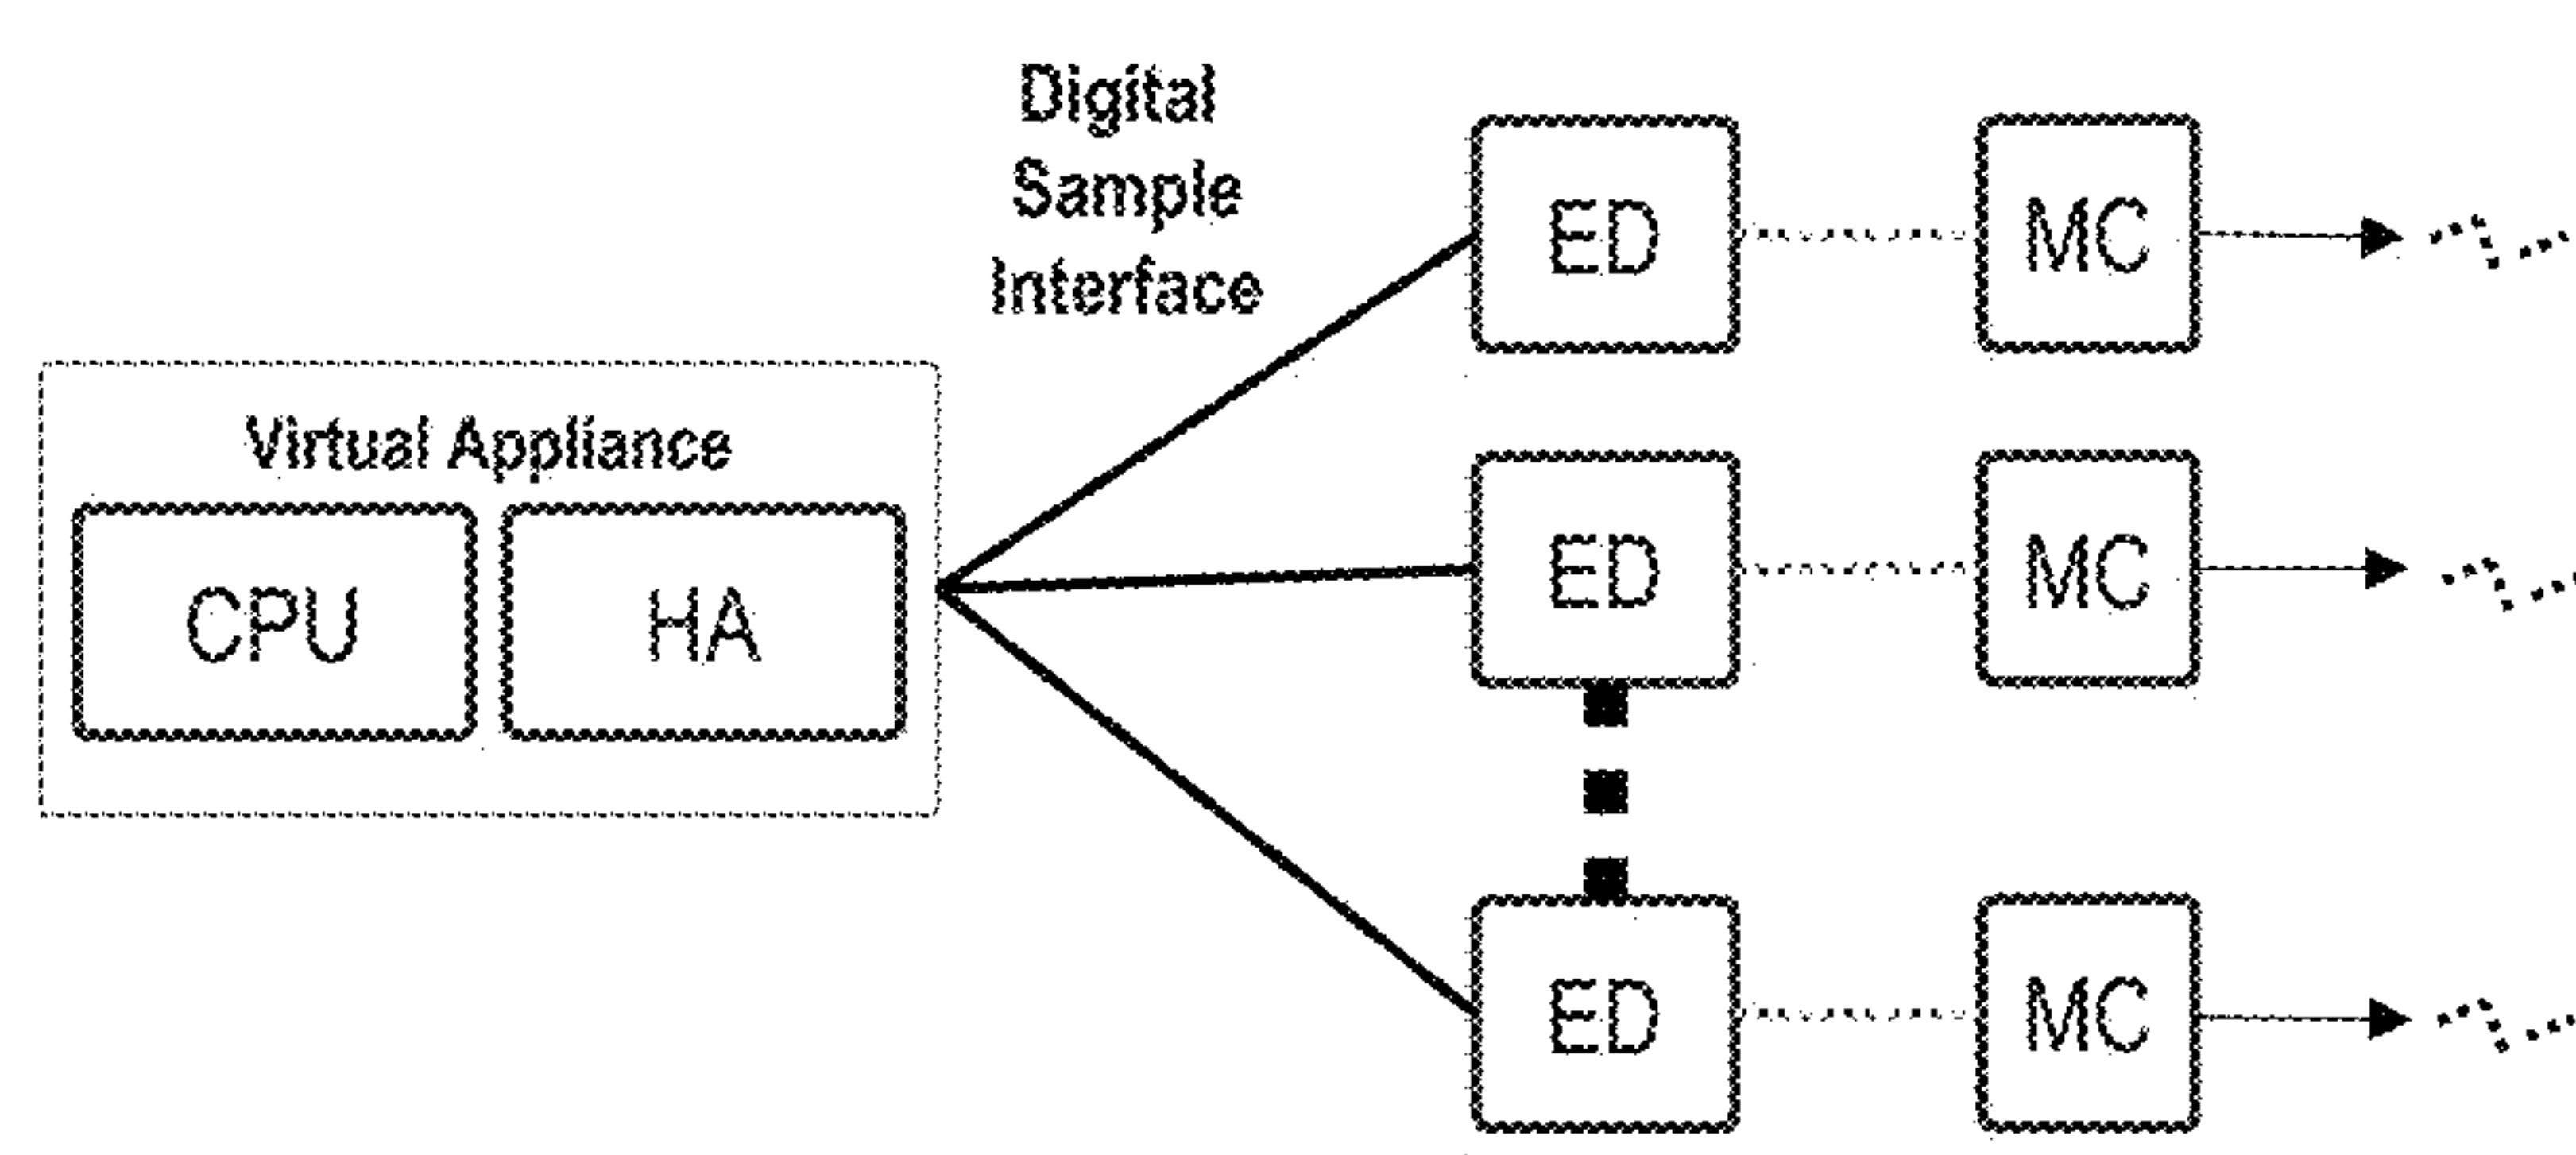 Digital
Sample
Interface
Virtual Appliance
CPU HA
ED MC
ED MC
ED MC